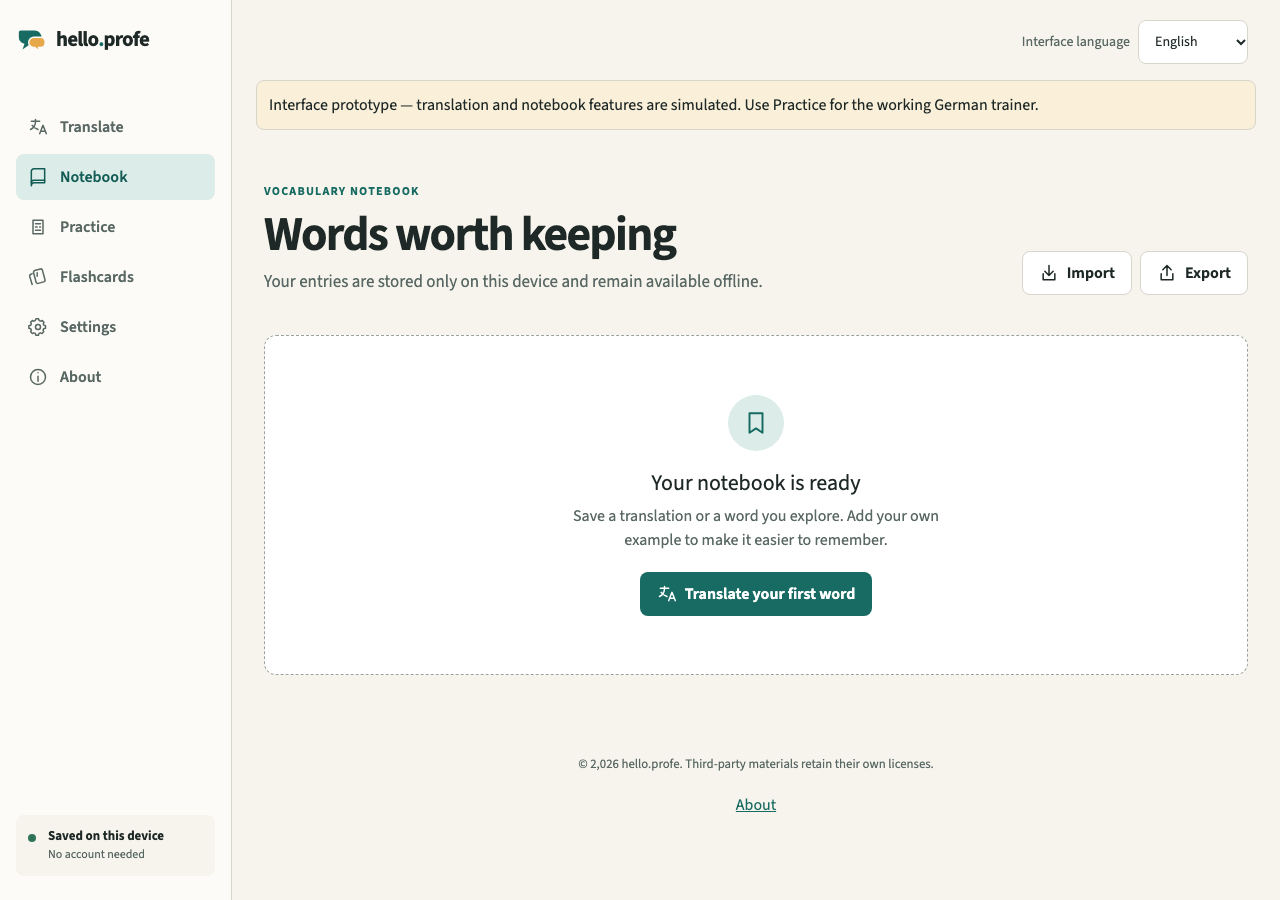 hello.profe
Interface language
English
Interface prototype — translation and notebook features are simulated. Use Practice for the working German trainer.
Translate
Notebook
Practice
Flashcards
Settings
About
VOCABULARY NOTEBOOK
Words worth keeping
Your entries are stored only on this device and remain available offline.
Import
Export
Your notebook is ready
Save a translation or a word you explore. Add your own
example to make it easier to remember.
Translate your first word
© 2,026 hello.profe. Third-party materials retain their own licenses.
About
Saved on this device
No account needed